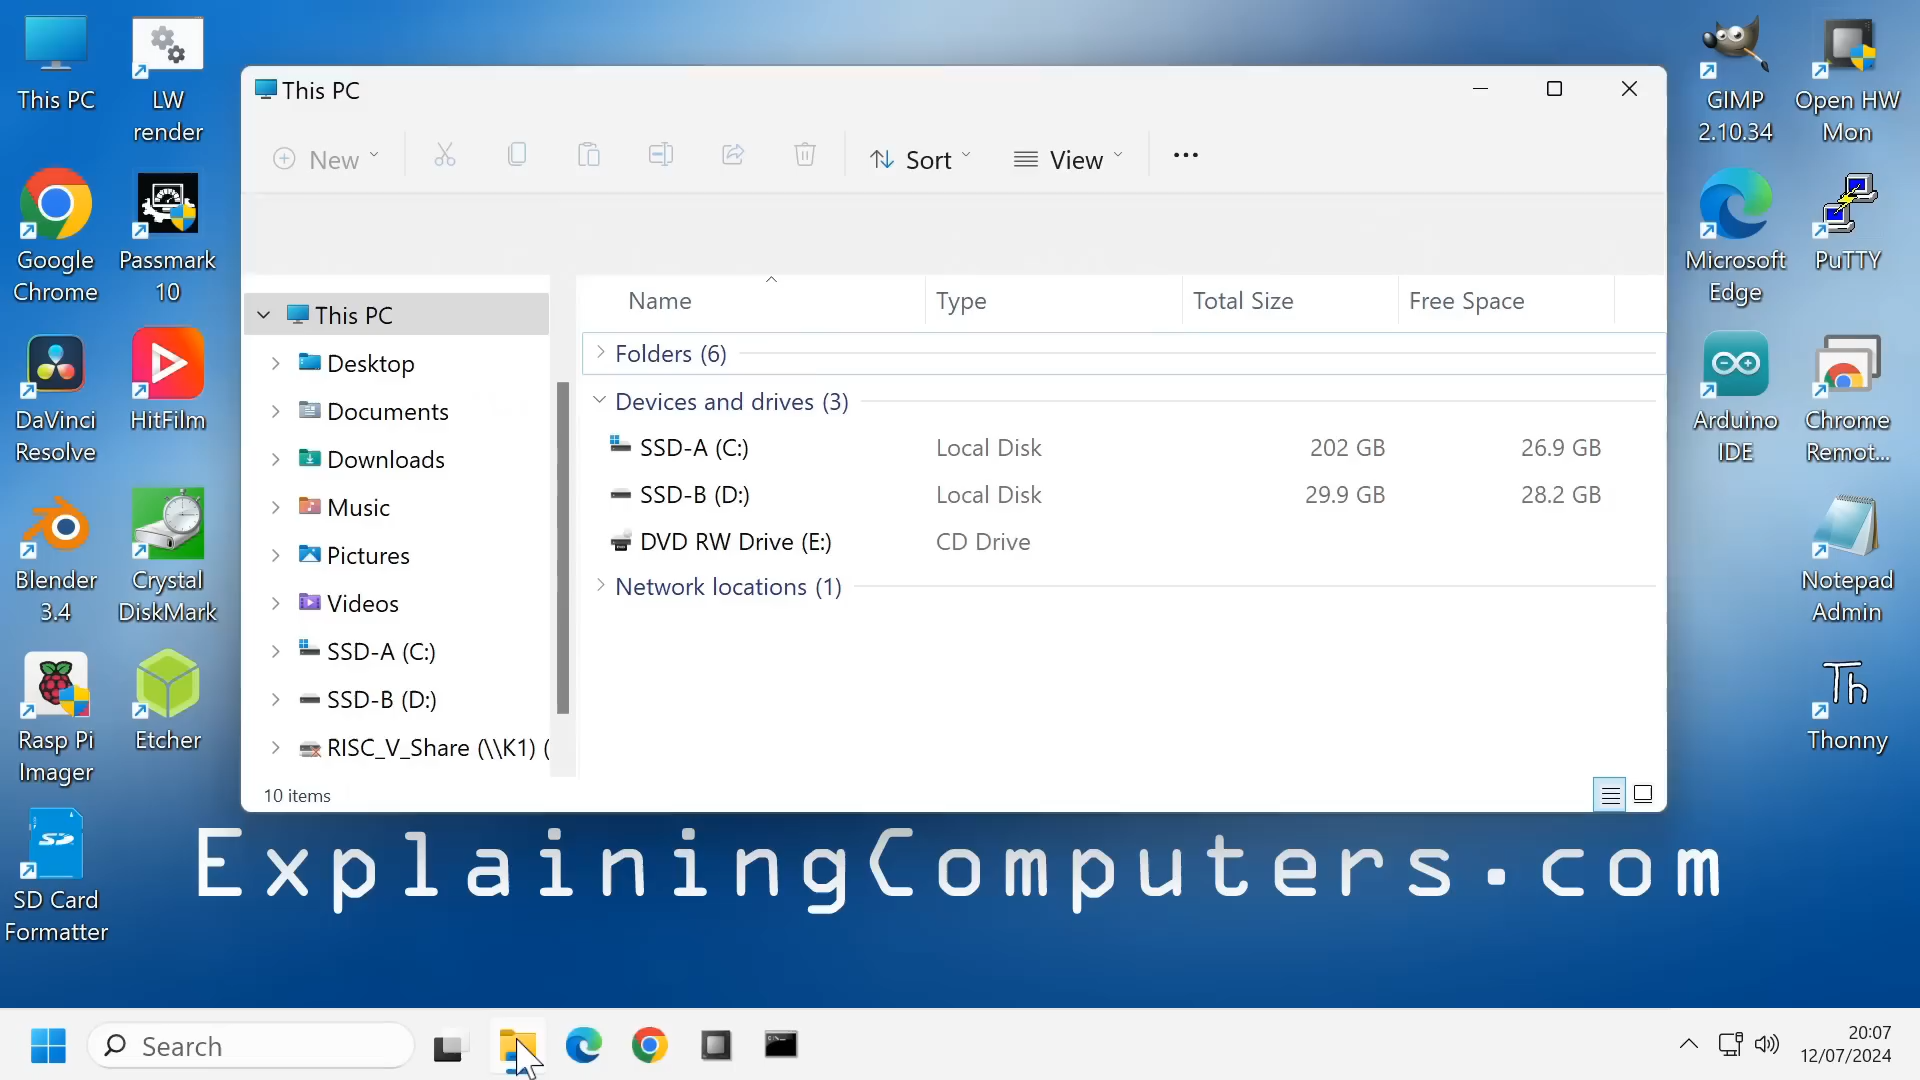 This PC
LW
render
Google
Chrome
Passmark
10
DaVinci
Resolve
HitFilm
Blender
3.4
Crystal
DiskMark
Rasp Pi
Imager
Etcher
SD Card
Formatter
This PC
New
Sort
View
This PC
Desktop
Documents
Downloads
Music
Pictures
Videos
SSD-A (C:)
SSD-B (D:)
RISC_V_Share (\\K1) (
Name Type Total Size Free Space
Folders (6)
Devices and drives (3)
SSD-A (C:) Local Disk 202 GB 26.9 GB
SSD-B (D:) Local Disk 29.9 GB 28.2 GB
DVD RW Drive (E:) CD Drive
Network locations (1)
10 items
GIMP
2.10.34
Open HW
Mon
Microsoft
Edge
PuTTY
Arduino
IDE
Chrome
Remot...
Notepad
Admin
Th
Thonny
ExplainingComputers.com
Search
20:07
12/07/2024